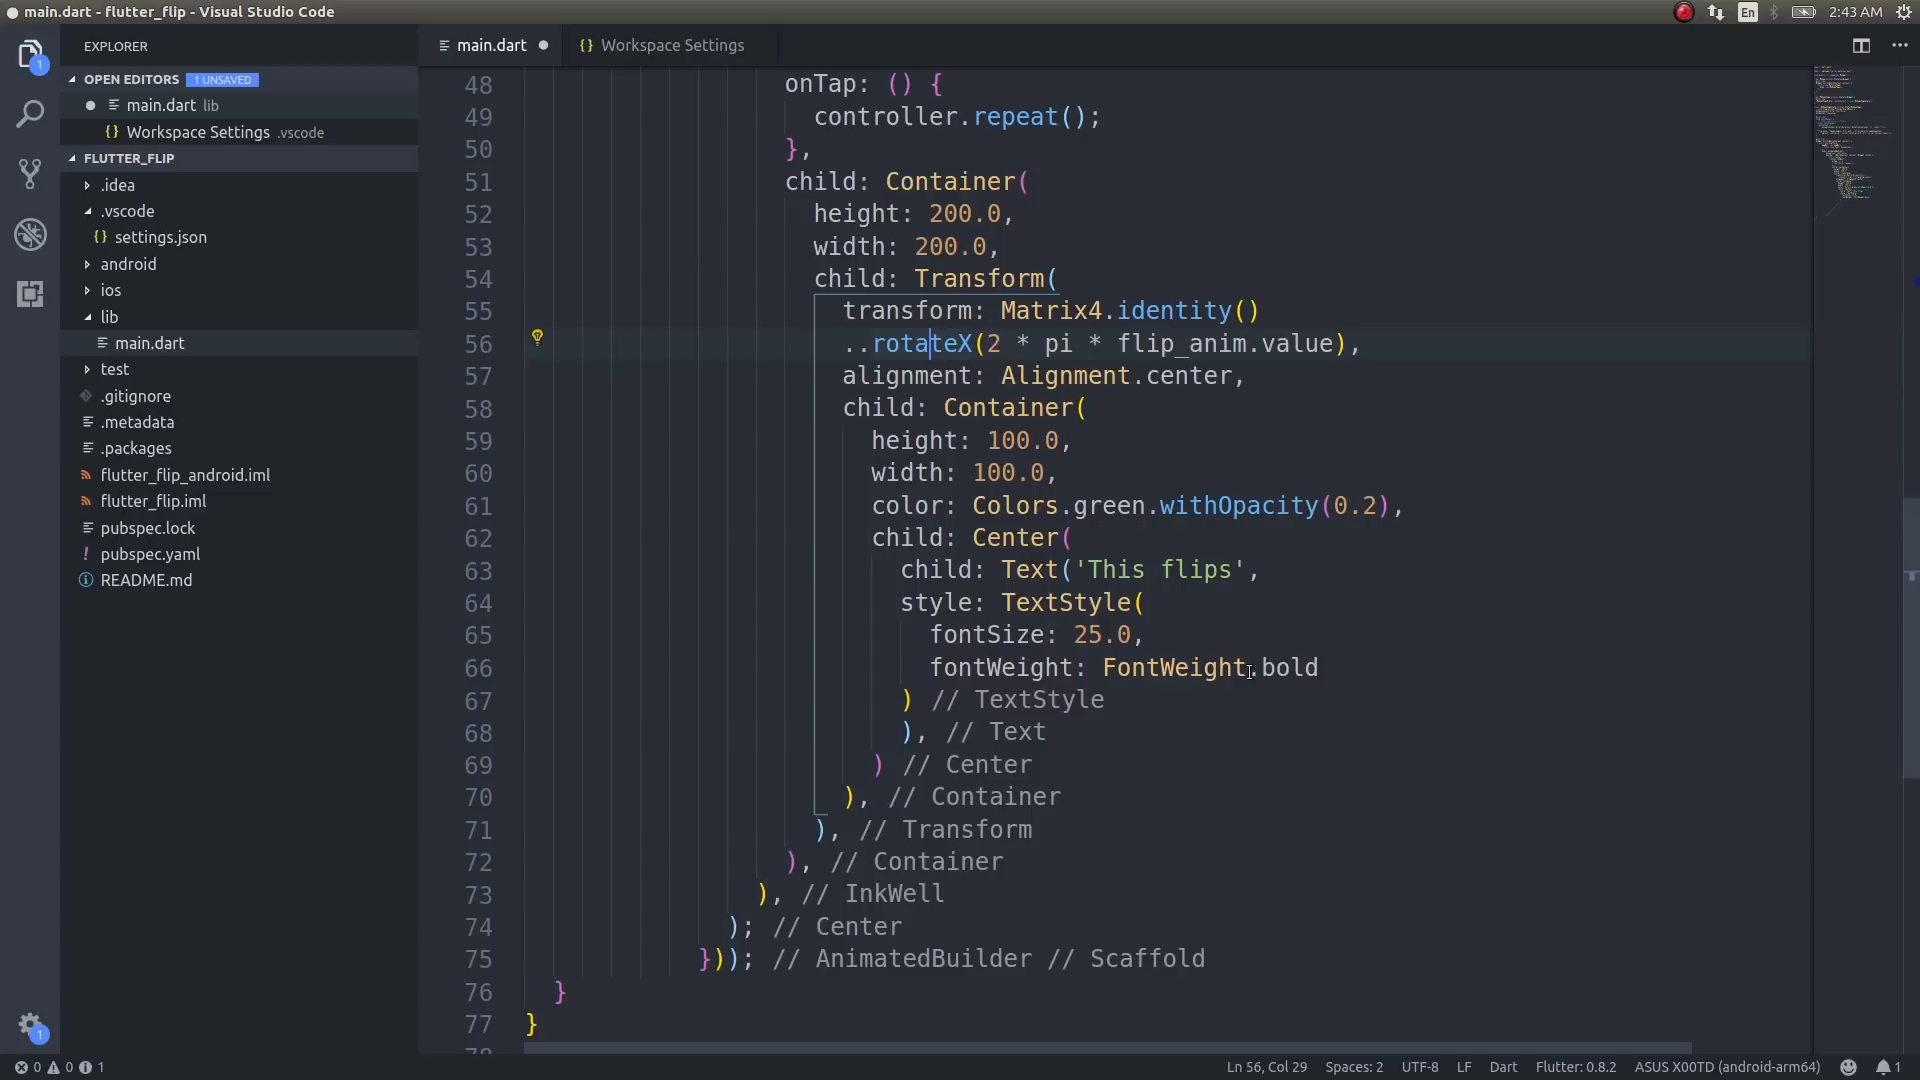 main.dart - flutter_flip - Visual Studio Code
En
2:43 AM
EXPLORER
OPEN EDITORS 1 UNSAVED
main.dart lib
{} Workspace Settings .vscode
FLUTTER_FLIP
.idea
.vscode
{} settings.json
android
ios
lib
main.dart
test
.gitignore
.metadata
.packages
flutter_flip_android.iml
flutter_flip.iml
pubspec.lock
! pubspec.yaml
README.md
1
1
main.dart
{} Workspace Settings
48 onTap: () {
49 controller.repeat();
50 },
51 child: Container(
52 height: 200.0,
53 width: 200.0,
54 child: Transform(
55 transform: Matrix4.identity()
56 ..rotateX(2 * pi * flip_anim.value),
57 alignment: Alignment.center,
58 child: Container(
59 height: 100.0,
60 width: 100.0,
61 color: Colors.green.withOpacity(0.2),
62 child: Center(
63 child: Text('This flips',
64 style: TextStyle(
65 fontSize: 25.0,
66 fontWeight: FontWeight.bold
67 ) // TextStyle
68 ), // Text
69 ) // Center
70 ), // Container
71 ), // Transform
72 ), // Container
73 ), // InkWell
74 ); // Center
75 })); // AnimatedBuilder // Scaffold
76 }
77 }
0 0 1
Ln 56, Col 29
Spaces: 2
UTF-8
LF
Dart
Flutter: 0.8.2
ASUS X00TD (android-arm64)
1